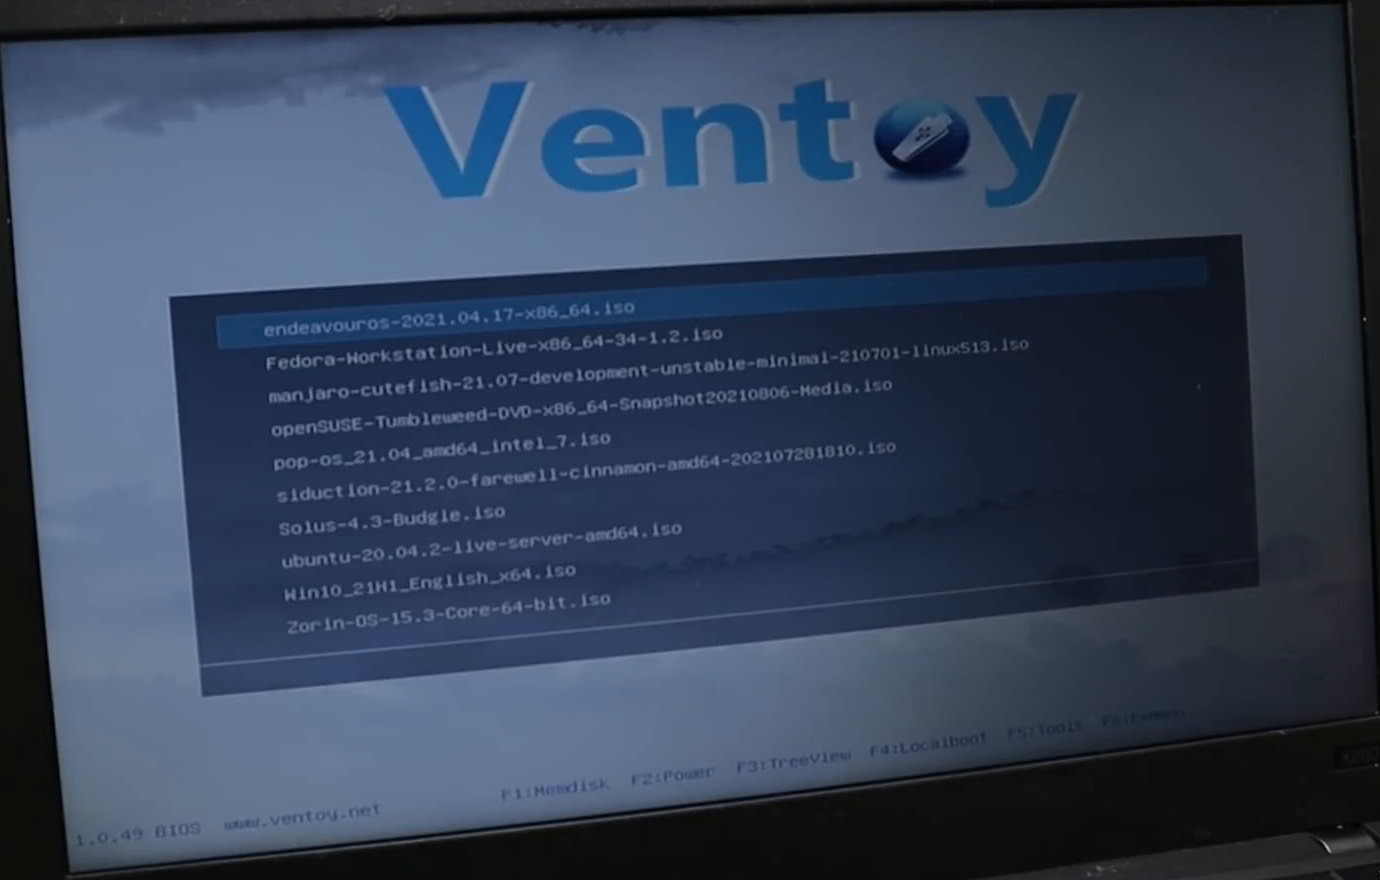 Ventoy
endeavouros-2021.04.17-x86_64.iso
Fedora-Workstation-Live-x86_64-34-1.2.iso
manjaro-cutefish-21.07-development-unstable-minimal-210701-linux513.iso
openSUSE-Tumbleweed-DVD-x86_64-Snapshot20210806-Media.iso
pop-os_21.04_amd64_intel_7.iso
siduction-21.2.0-farewell-cinnamon-amd64-202107281810.iso
Solus-4.3-Budgie.iso
ubuntu-20.04.2-live-server-amd64.iso
Win10_21H1_English_x64.iso
Zorin-OS-15.3-Core-64-bit.iso
1.0.49 BIOS www.ventoy.net F1:Memdisk F2:Power F3:TreeView F4:Localboot F5:Tools F6:ExMenu